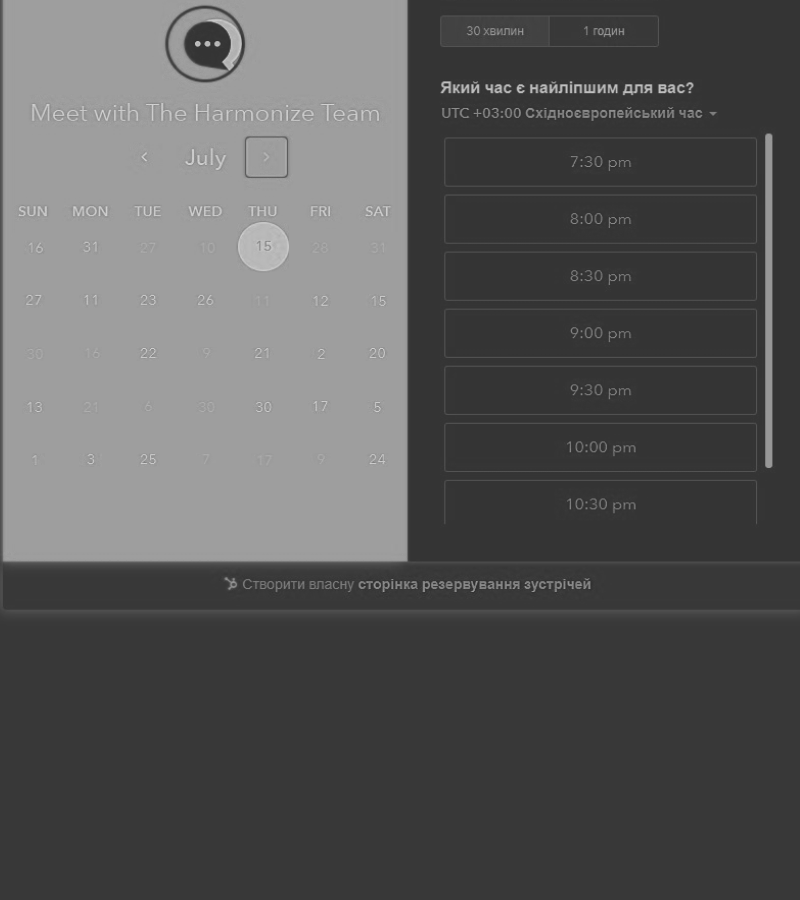 Meet with The Harmonize Team
July
SUN MON TUE WED THU FRI SAT
16 31 27 10 15 28 31
27 11 23 26 11 12 15
30 16 22 9 21 2 20
13 21 6 30 30 17 5
1 3 25 7 17 9 24
30 хвилин 1 годин
Який час є найліпшим для вас?
UTC +03:00 Східноєвропейський час
7:30 pm
8:00 pm
8:30 pm
9:00 pm
9:30 pm
10:00 pm
10:30 pm
Створити власну сторінка резервування зустрічей